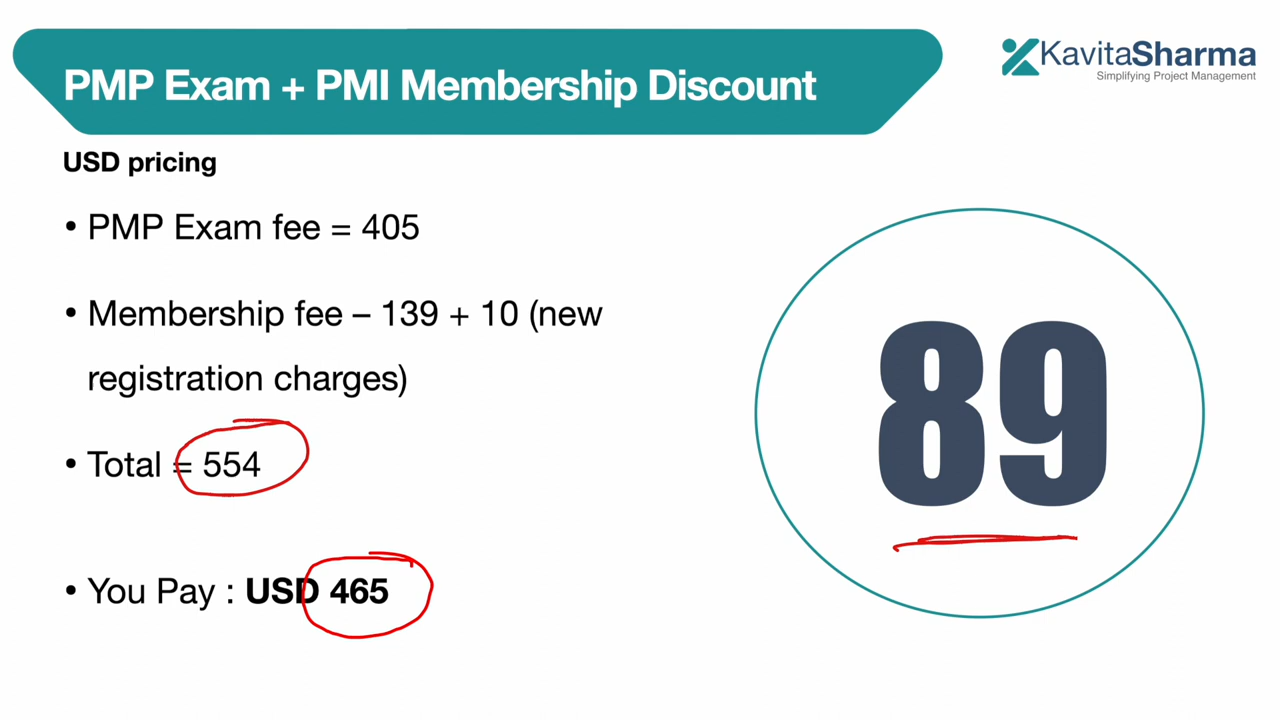 PMP Exam + PMI Membership Discount
KavitaSharma
Simplifying Project Management
USD pricing
• PMP Exam fee = 405
• Membership fee – 139 + 10 (new
registration charges)
• Total = 554
• You Pay : USD 465
89